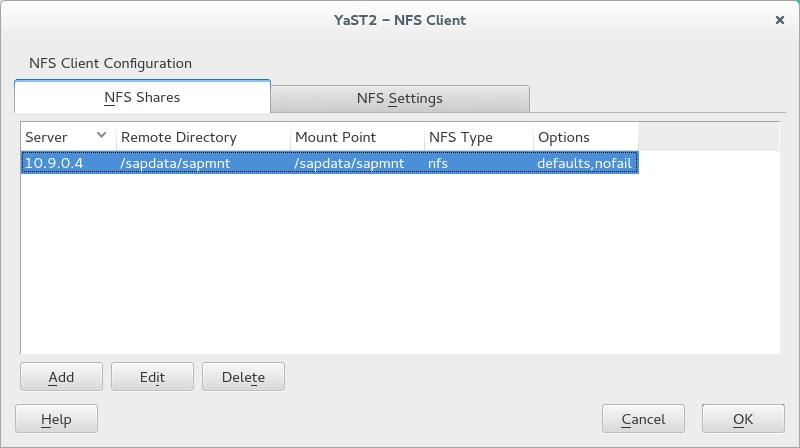 YaST2 - NFS Client
NFS Client Configuration
NFS Shares NFS Settings
Server Remote Directory Mount Point NFS Type Options
10.9.0.4 /sapdata/sapmnt /sapdata/sapmnt nfs defaults,nofail
Add Edit Delete
Help Cancel OK